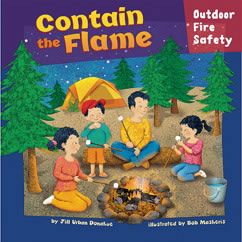 Contain
the Flame
Outdoor
Fire
Safety
by Jill Urban Donahue
illustrated by Bob Masheris